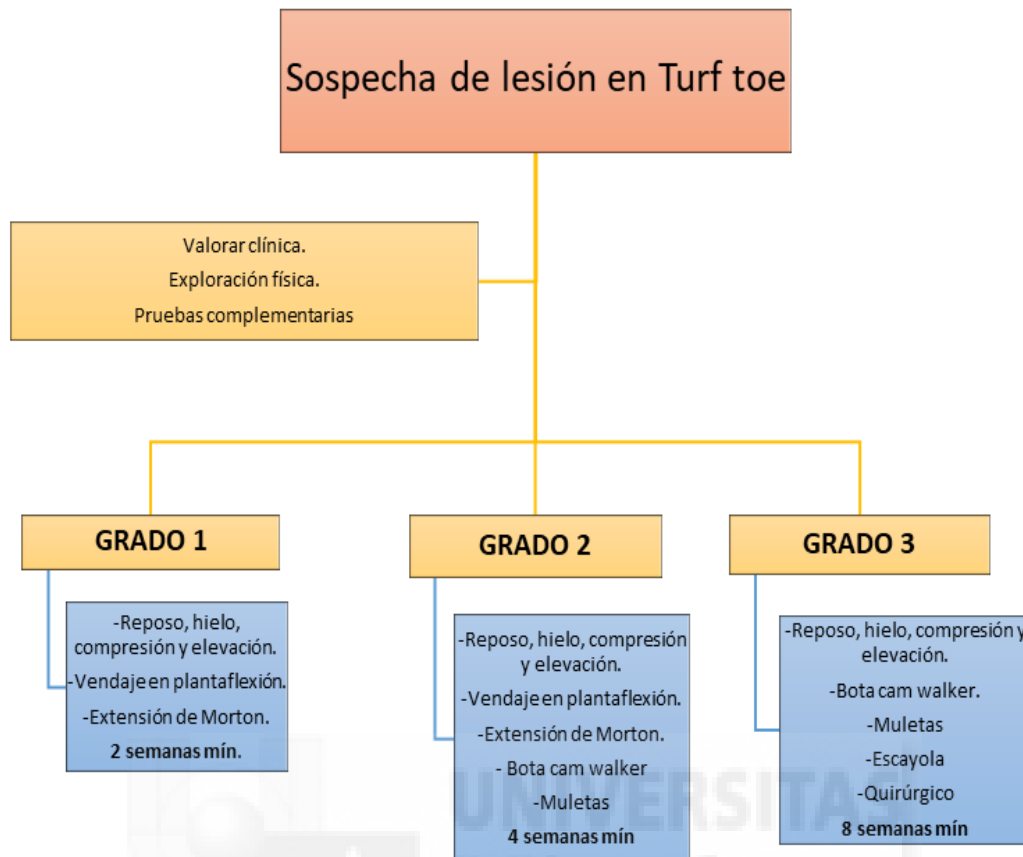 Sospecha de lesión en Turf toe
Valorar clínica.
Exploración física.
Pruebas complementarias
GRADO 1
-Reposo, hielo,
compresión y elevación.
-Vendaje en plantaflexión.
-Extensión de Morton.
2 semanas mín.
GRADO 2
-Reposo, hielo, compresión
y elevación.
-Vendaje en plantaflexión.
-Extensión de Morton.
- Bota cam walker
-Muletas
4 semanas mín
GRADO 3
-Reposo, hielo, compresión y
elevación.
-Bota cam walker.
-Muletas
-Escayola
-Quirúrgico
8 semanas mín
UNIVERSITAS